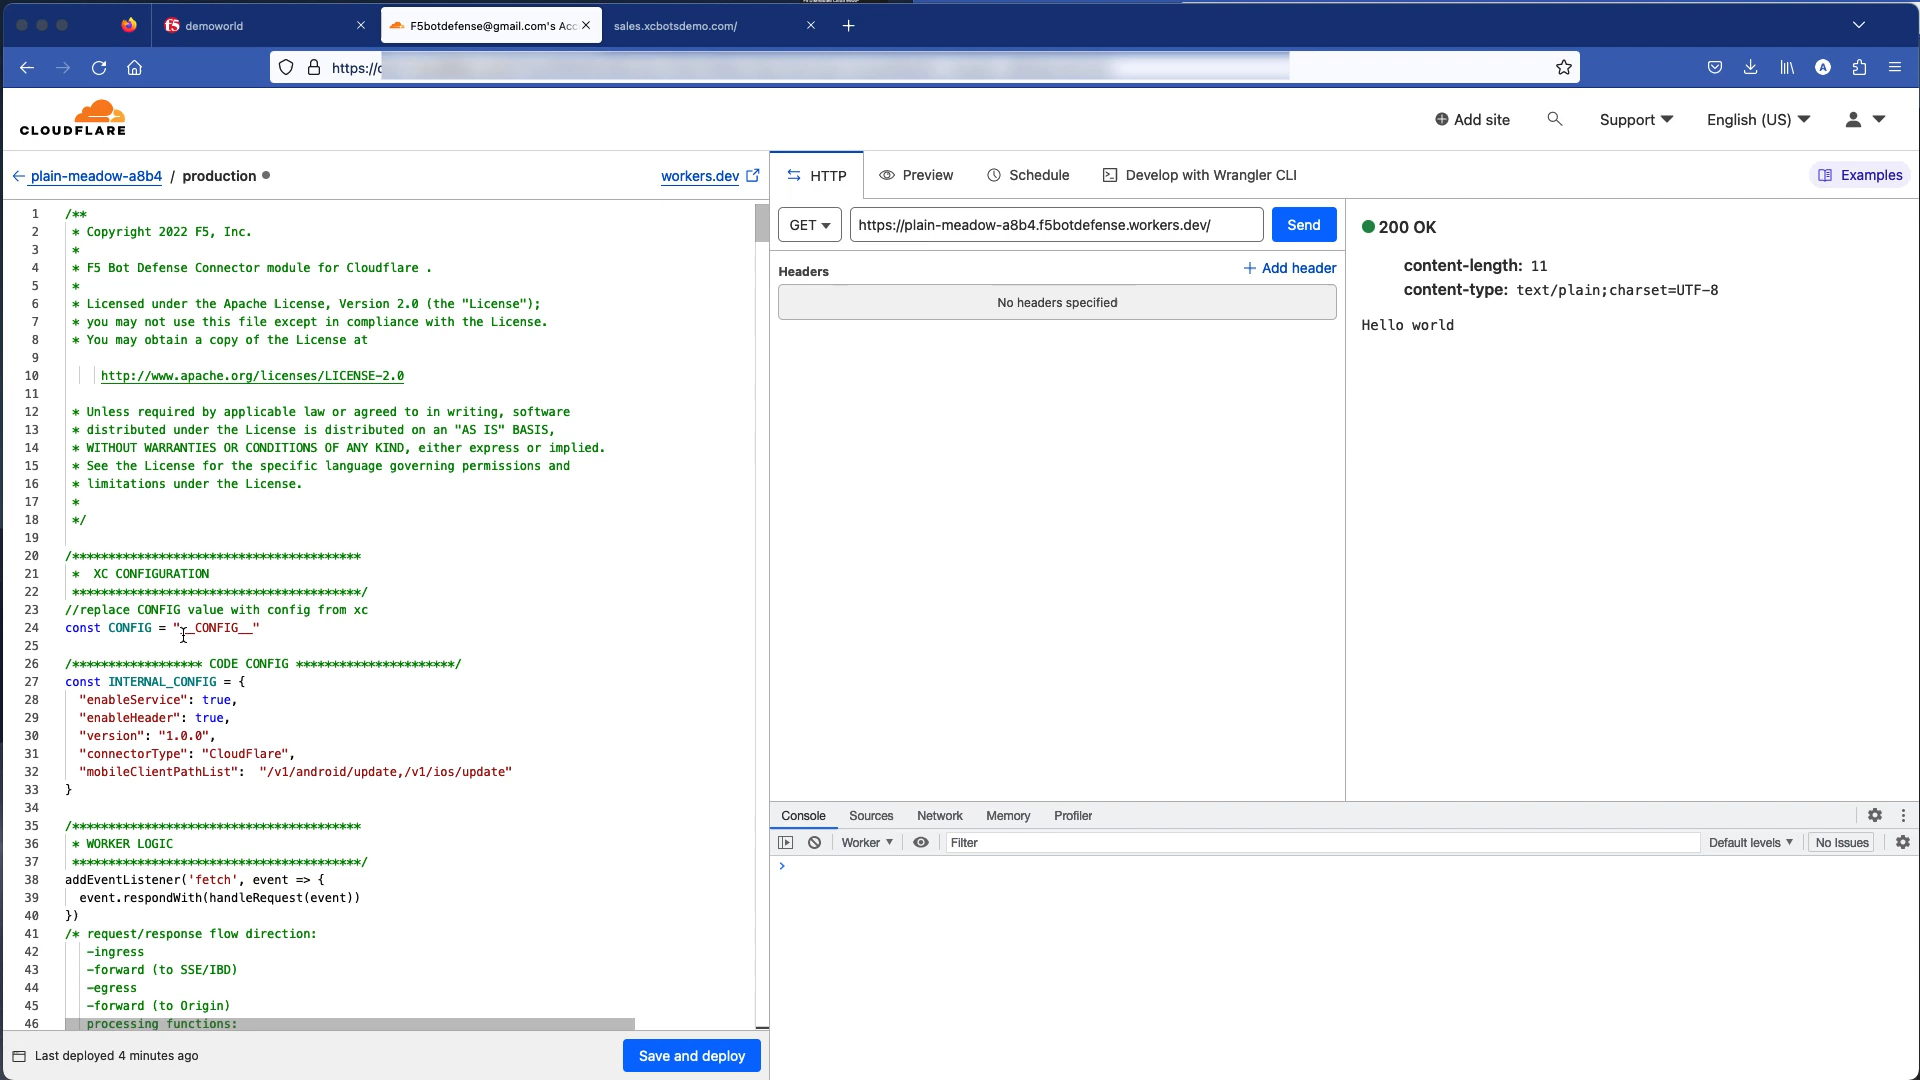 demoworld
F5botdefense@gmail.com's Acc
sales.xcbotsdemo.com/
https://
CLOUDFLARE
Add site
Support
English (US)
plain-meadow-a8b4 / production
workers.dev
HTTP
Preview
Schedule
Develop with Wrangler CLI
Examples
1 /**
2 * Copyright 2022 F5, Inc.
3 *
4 * F5 Bot Defense Connector module for Cloudflare .
5 *
6 * Licensed under the Apache License, Version 2.0 (the "License");
7 * you may not use this file except in compliance with the License.
8 * You may obtain a copy of the License at
9
10 http://www.apache.org/licenses/LICENSE-2.0
11
12 * Unless required by applicable law or agreed to in writing, software
13 * distributed under the License is distributed on an "AS IS" BASIS,
14 * WITHOUT WARRANTIES OR CONDITIONS OF ANY KIND, either express or implied.
15 * See the License for the specific language governing permissions and
16 * limitations under the License.
17 *
18 */
19
20 /****************************************
21 * XC CONFIGURATION
22 ****************************************/
23 //replace CONFIG value with config from xc
24 const CONFIG = "__CONFIG__"
25
26 /****************** CODE CONFIG **********************/
27 const INTERNAL_CONFIG = {
28 "enableService": true,
29 "enableHeader": true,
30 "version": "1.0.0",
31 "connectorType": "CloudFlare",
32 "mobileClientPathList": "/v1/android/update,/v1/ios/update"
33 }
34
35 /****************************************
36 * WORKER LOGIC
37 ****************************************/
38 addEventListener('fetch', event => {
39 event.respondWith(handleRequest(event))
40 })
41 /* request/response flow direction:
42 -ingress
43 -forward (to SSE/IBD)
44 -egress
45 -forward (to Origin)
46 processing functions:
Last deployed 4 minutes ago
Save and deploy
GET
https://plain-meadow-a8b4.f5botdefense.workers.dev/
Send
Headers
Add header
No headers specified
200 OK
content-length: 11
content-type: text/plain;charset=UTF-8
Hello world
Console
Sources
Network
Memory
Profiler
Worker
Filter
Default levels
No Issues